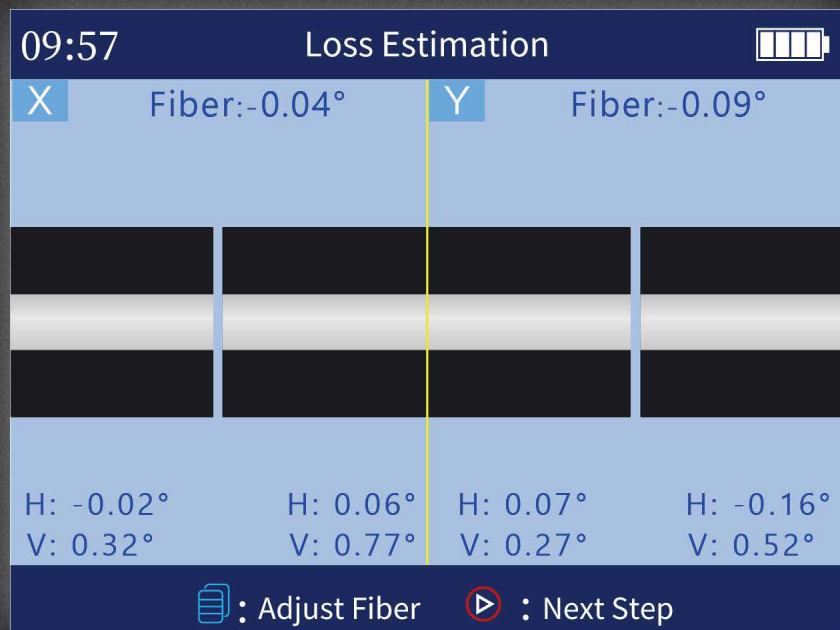 09:57 Loss Estimation
X Fiber:-0.04° Y Fiber:-0.09°
H: -0.02° H: 0.06° H: 0.07° H: -0.16°
V: 0.32° V: 0.77° V: 0.27° V: 0.52°
: Adjust Fiber : Next Step